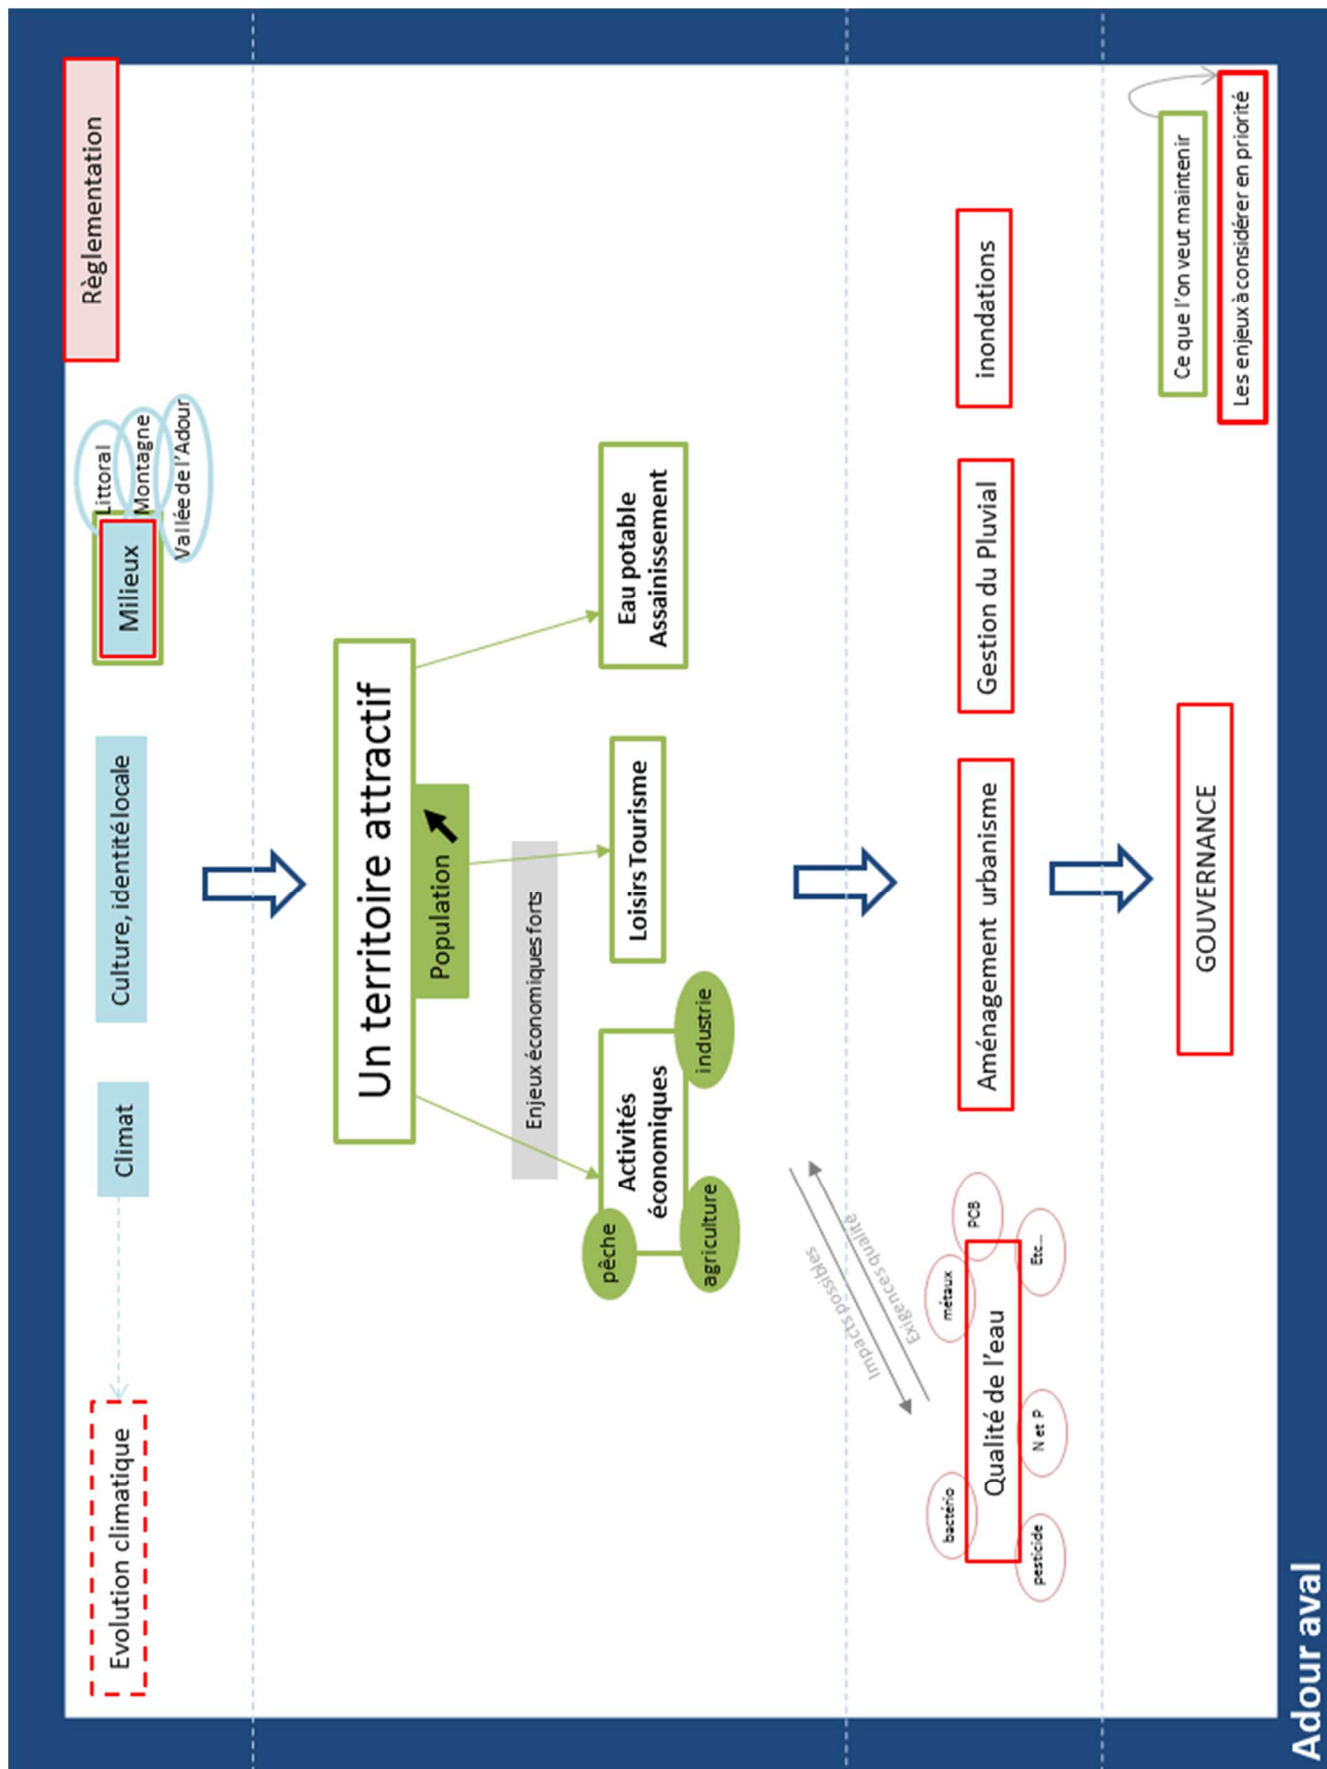 Evolution climatique
Climat
Culture, identité locale
Milieux
Littoral
Montagne
Vallée de l'Adour
Règlementation
Un territoire attractif
Population
Enjeux économiques forts
Activités
économiques
pêche
agriculture
industrie
Loisirs Tourisme
Eau potable
Assainissement
Impacts possibles
Exigences qualité
bactério
métaux
PCB
Qualité de l'eau
pesticide
N et P
Etc...
Aménagement urbanisme
Gestion du Pluvial
inondations
GOUVERNANCE
Ce que l'on veut maintenir
Les enjeux à considérer en priorité
Adour aval